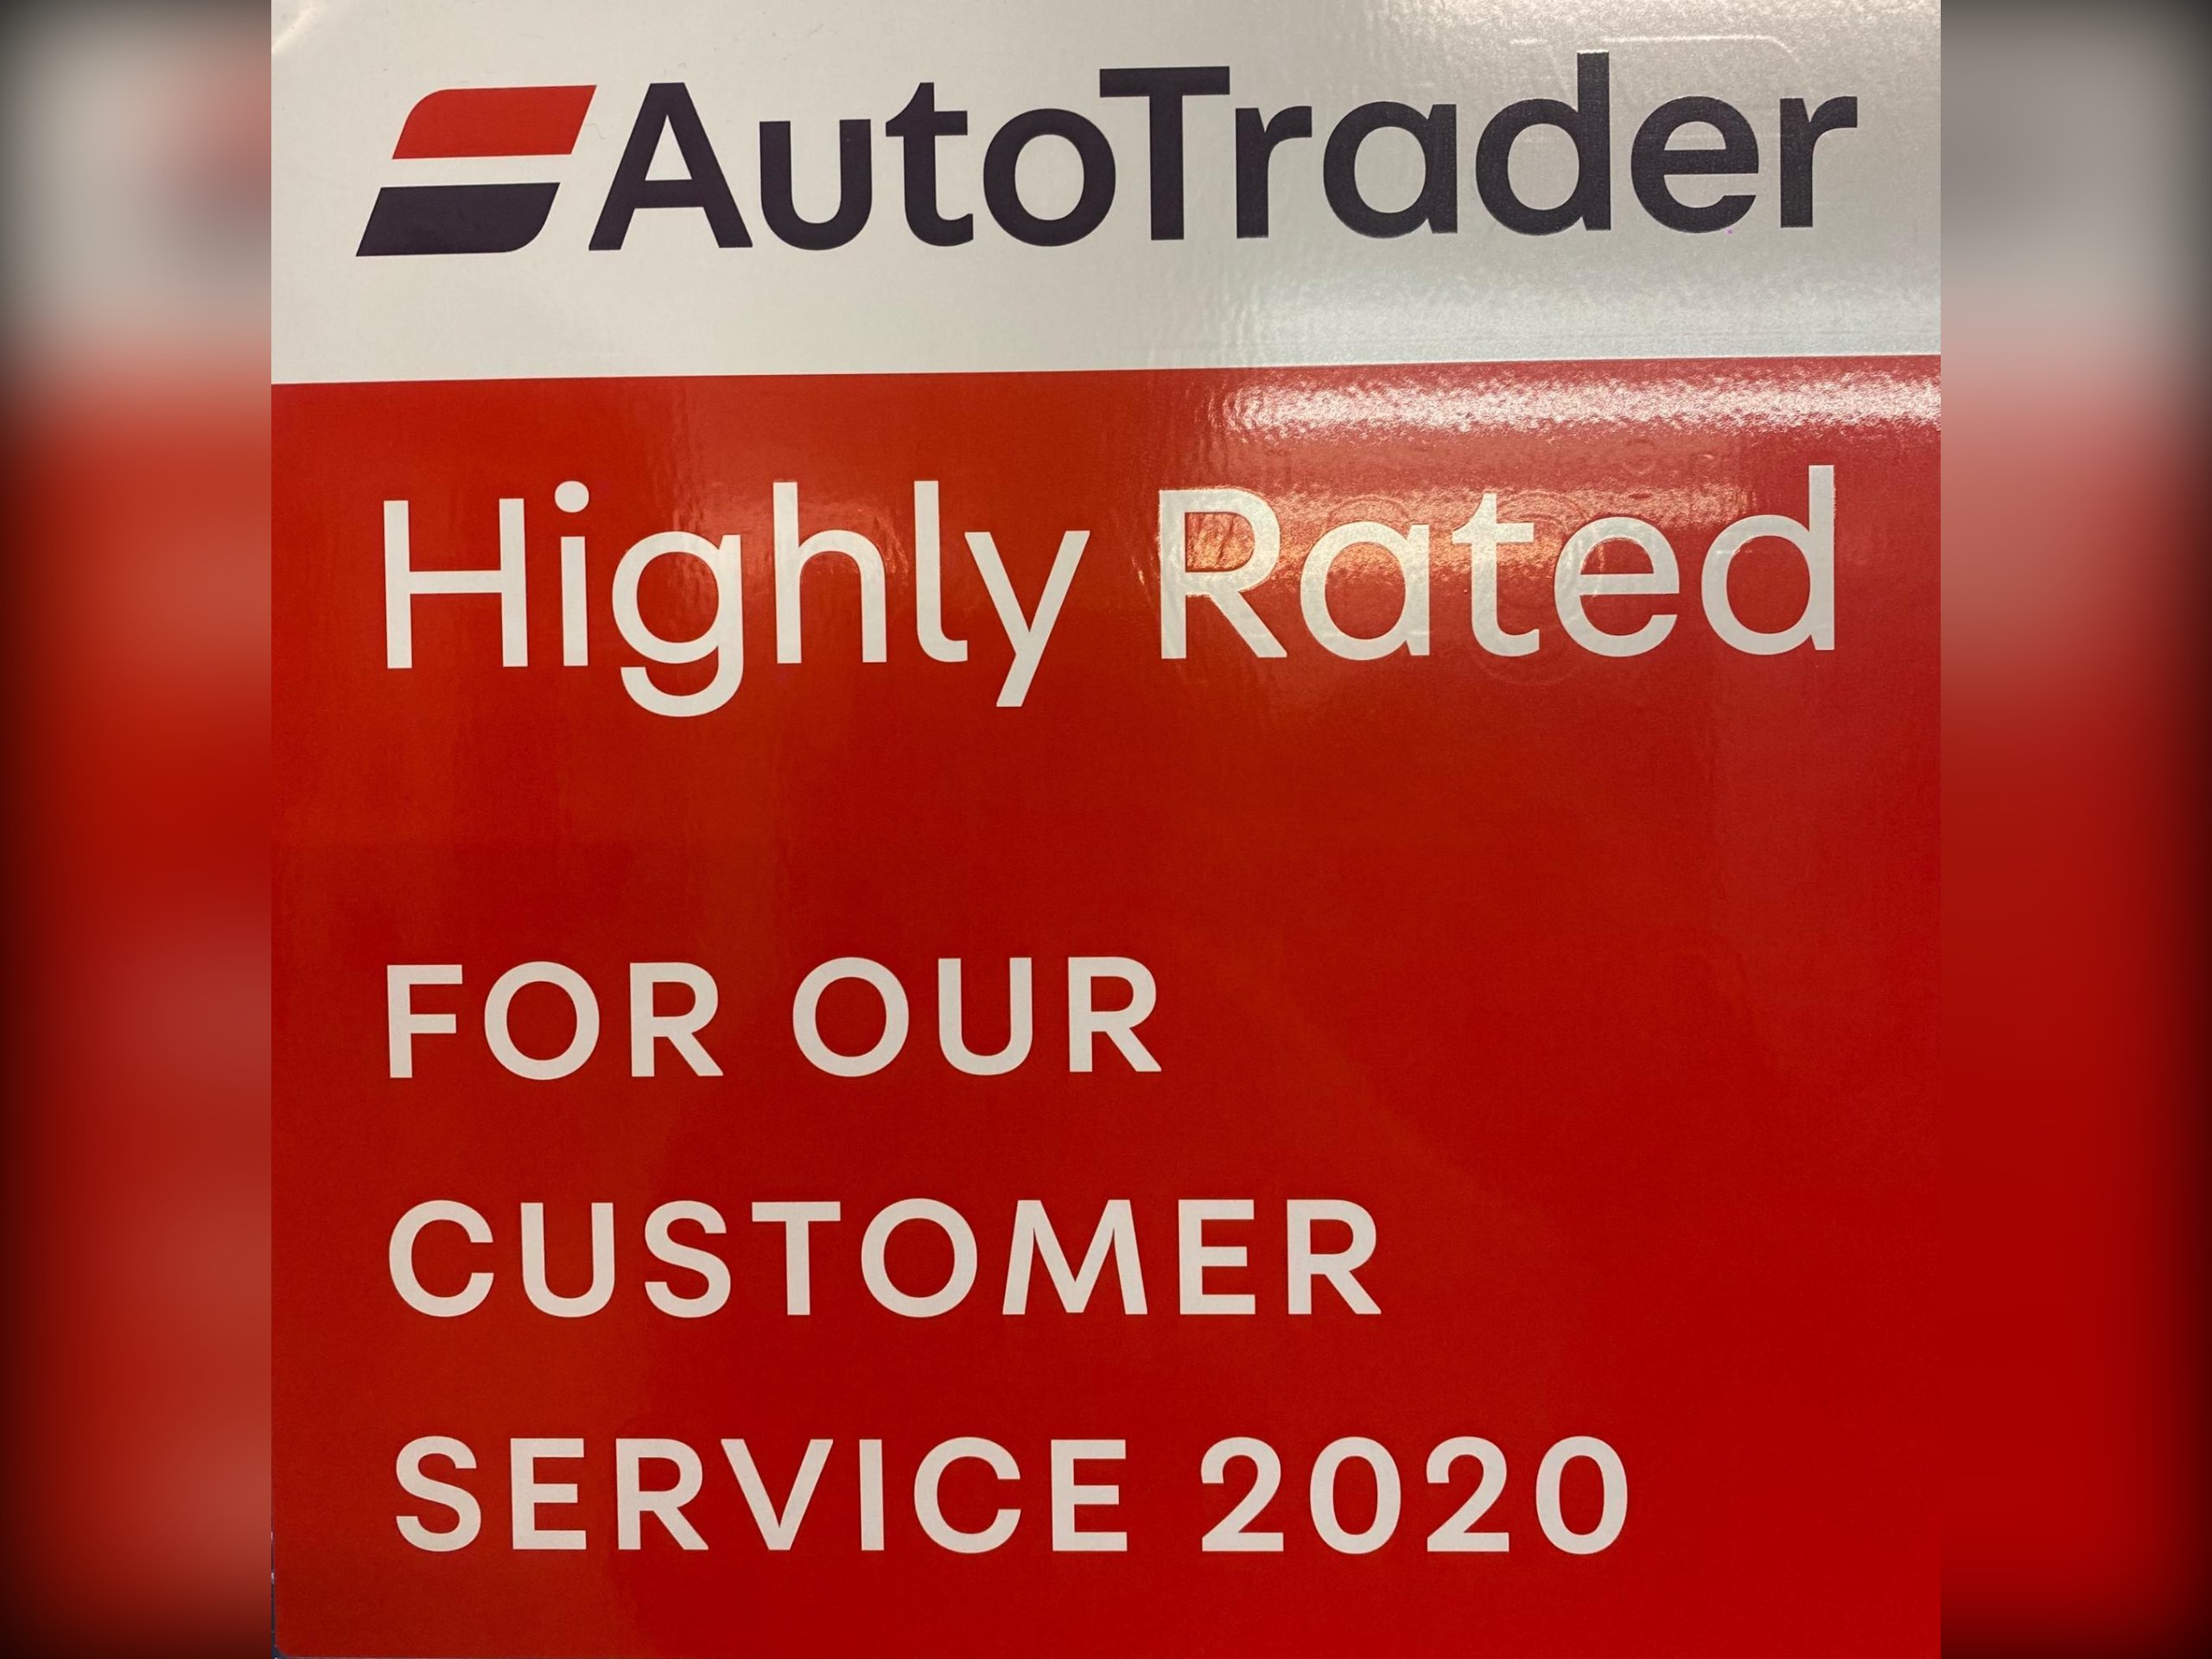 AutoTrader
Highly Rated
FOR OUR
CUSTOMER
SERVICE 2020